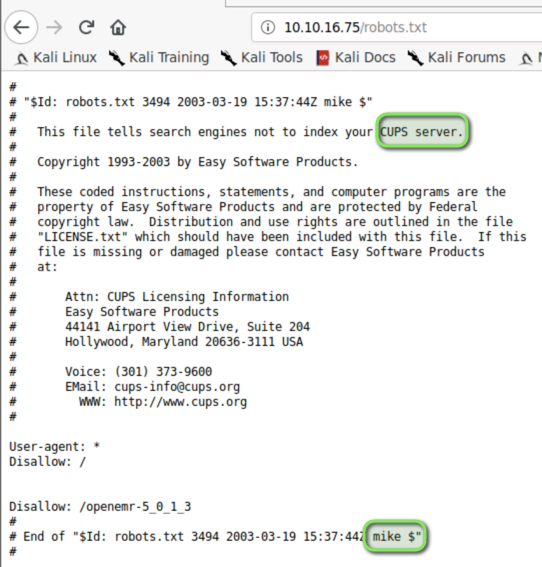 10.10.16.75/robots.txt
Kali Linux Kali Training Kali Tools Kali Docs Kali Forums
#
# "$Id: robots.txt 3494 2003-03-19 15:37:44Z mike $"
#
#   This file tells search engines not to index your CUPS server.
#
#   Copyright 1993-2003 by Easy Software Products.
#
#   These coded instructions, statements, and computer programs are the
#   property of Easy Software Products and are protected by Federal
#   copyright law.  Distribution and use rights are outlined in the file
#   "LICENSE.txt" which should have been included with this file.  If this
#   file is missing or damaged please contact Easy Software Products
#   at:
#
#       Attn: CUPS Licensing Information
#       Easy Software Products
#       44141 Airport View Drive, Suite 204
#       Hollywood, Maryland 20636-3111 USA
#
#       Voice: (301) 373-9600
#       EMail: cups-info@cups.org
#         WWW: http://www.cups.org
#
User-agent: *
Disallow: /
Disallow: /openemr-5_0_1_3
#
# End of "$Id: robots.txt 3494 2003-03-19 15:37:44Z mike $"
#